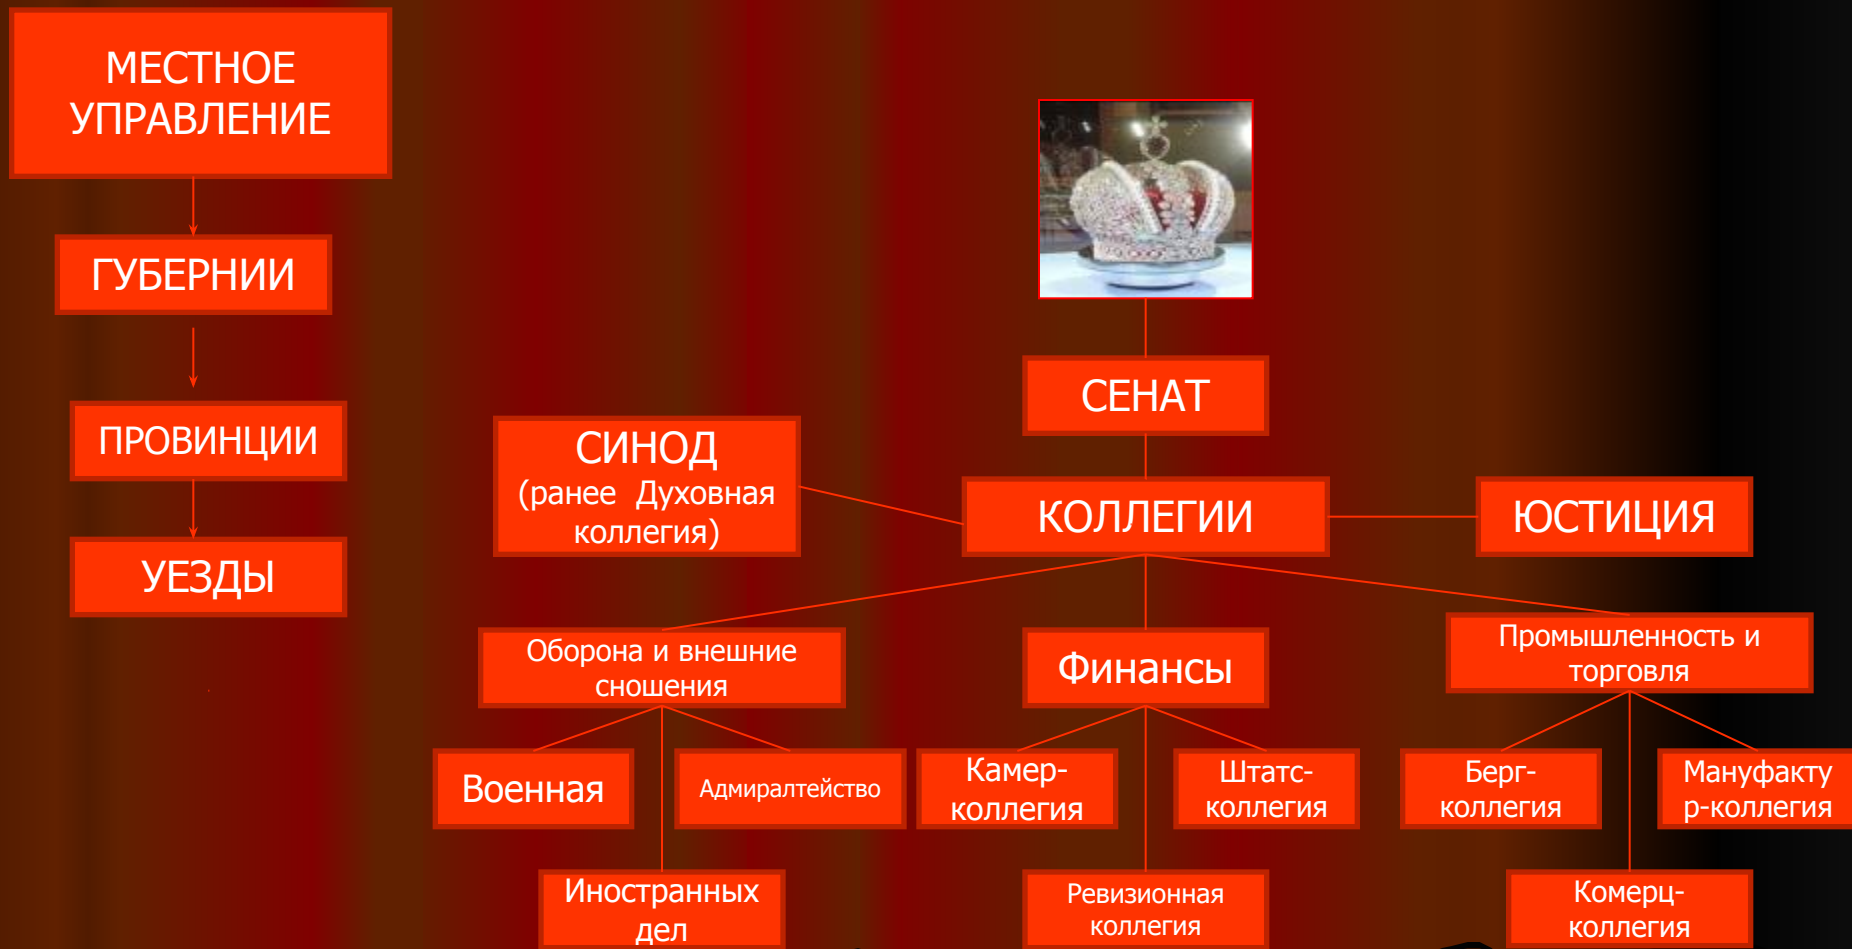 МЕСТНОЕ
УПРАВЛЕНИЕ
ГУБЕРНИИ
ПРОВИНЦИИ
УЕЗДЫ
СЕНАТ
СИНОД
(ранее Духовная
коллегия)
КОЛЛЕГИИ
ЮСТИЦИЯ
Оборона и внешние
сношения
Финансы
Промышленность и
торговля
Военная
Адмиралтейство
Камер-
коллегия
Штатс-
коллегия
Берг-
коллегия
Мануфакту
р-коллегия
Иностранных
дел
Ревизионная
коллегия
Комерц-
коллегия